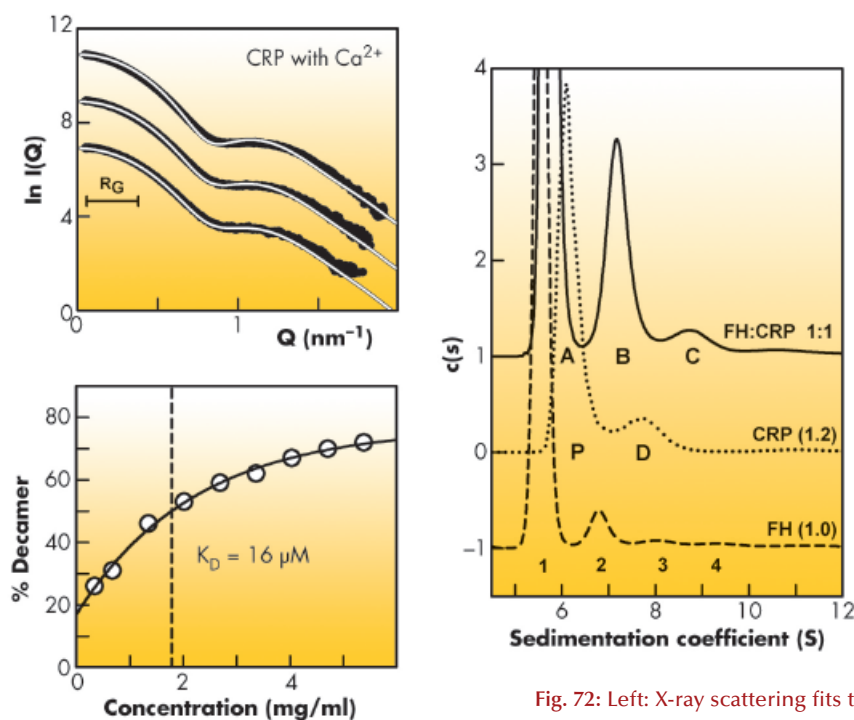 12
8
4
0
ln I(Q)
CRP with Ca²⁺
R_G
1
Q (nm⁻¹)
80
60
40
20
0
% Decamer
K_D = 16 μM
0 2 4
Concentration (mg/ml)
4
3
2
1
0
–1
c(s)
FH:CRP 1:1
A B C
CRP (1.2)
P D
FH (1.0)
1 2 3 4
6 8 10 12
Sedimentation coefficient (S)
Fig. 72: Left: X-ray scattering fits t